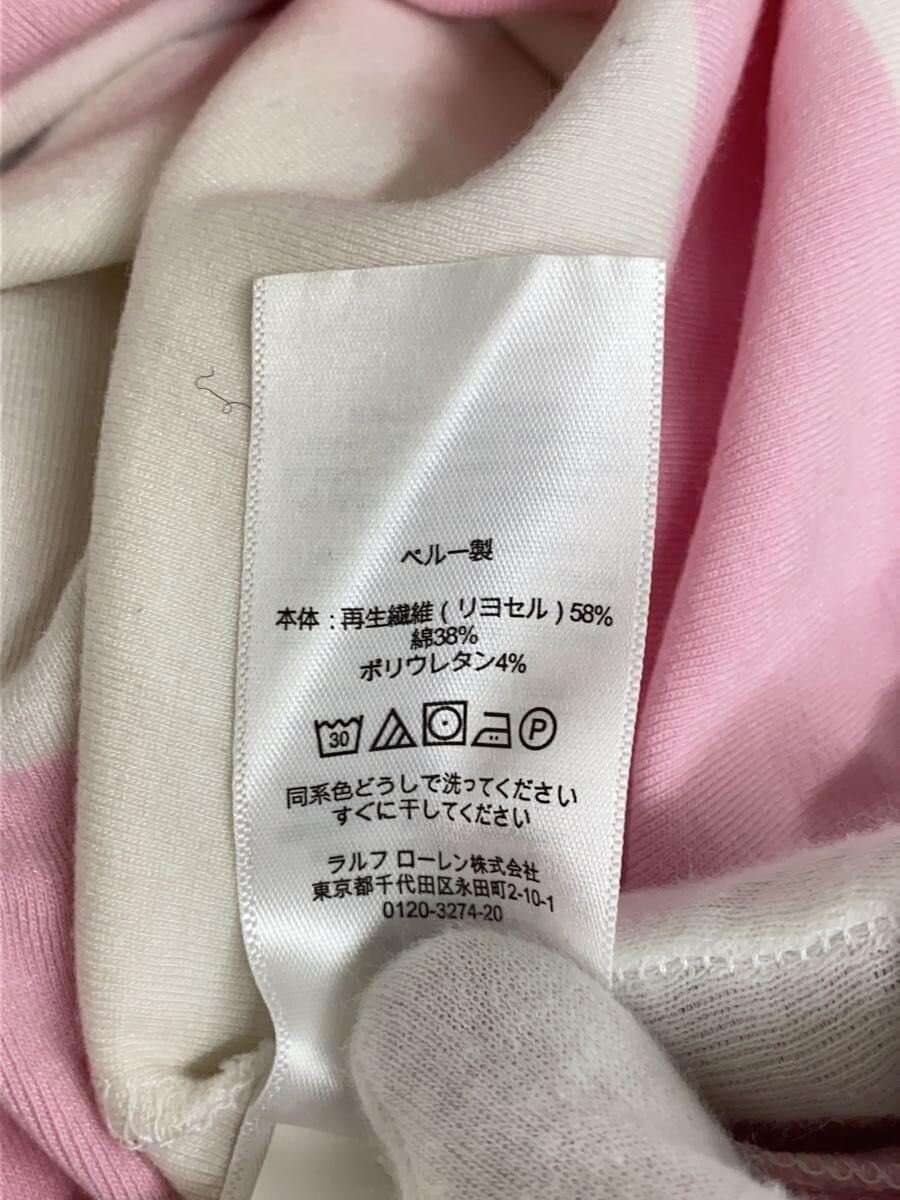 ペルー製
本体 : 再生繊維 ( リヨセル ) 58%
綿38%
ポリウレタン4%
30 P
同系色どうしで洗ってください
すぐに干してください
ラルフ ローレン株式会社
東京都千代田区永田町2-10-1
0120-3274-20